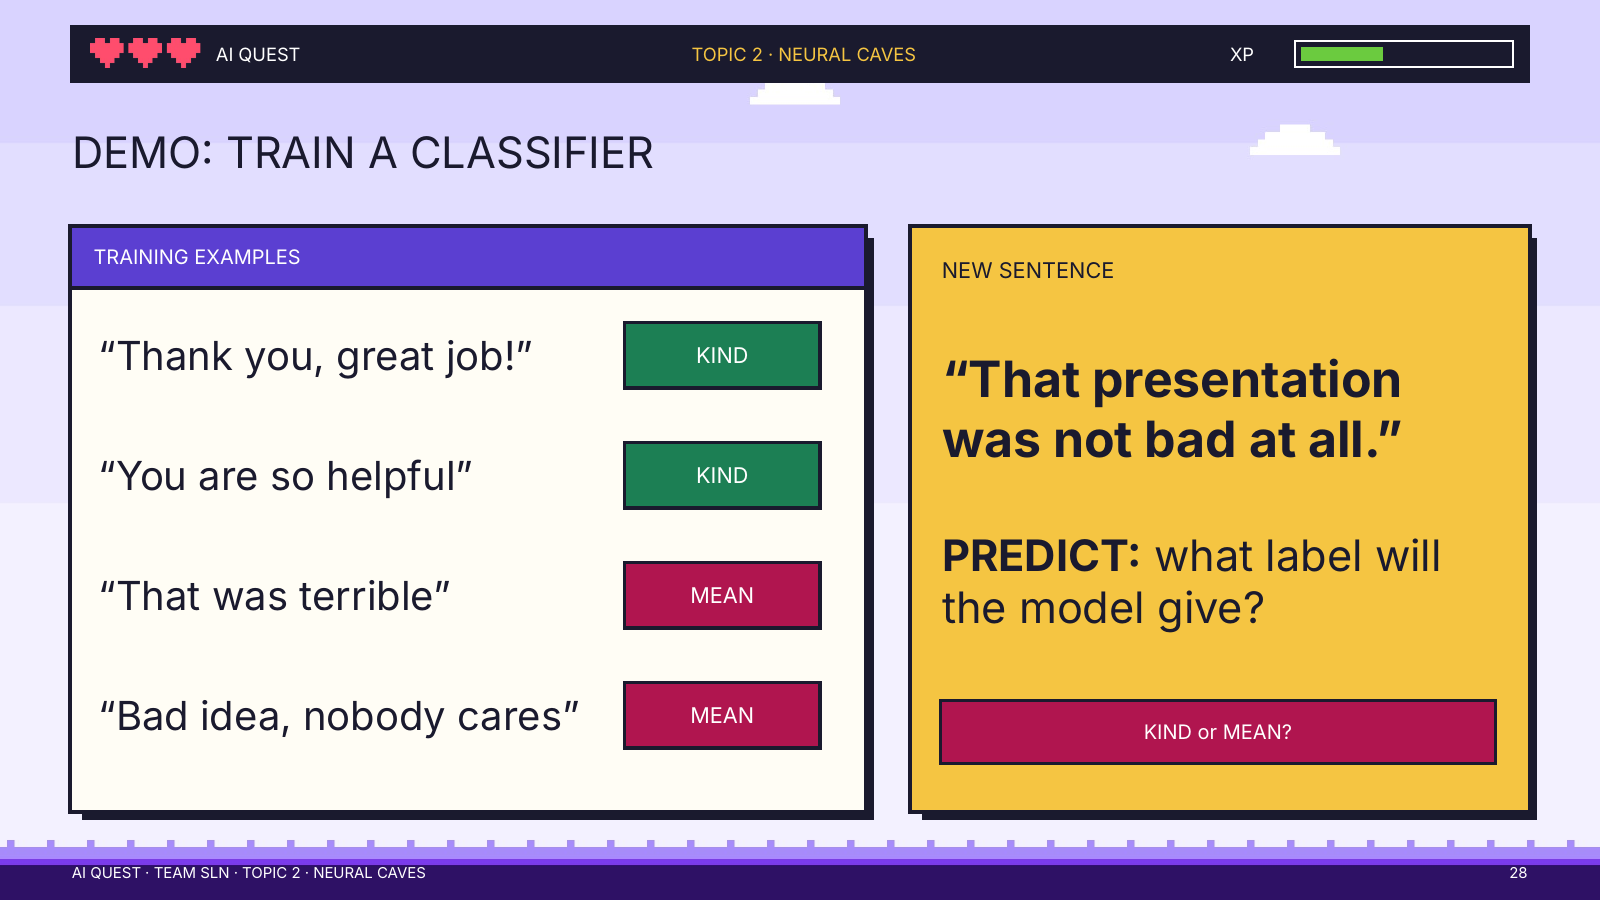 AI QUEST
TOPIC 2 · NEURAL CAVES
XP
DEMO: TRAIN A CLASSIFIER
TRAINING EXAMPLES
“Thank you, great job!”
KIND
“You are so helpful”
KIND
“That was terrible”
MEAN
“Bad idea, nobody cares”
MEAN
NEW SENTENCE
“That presentation
was not bad at all.”
PREDICT: what label will
the model give?
KIND or MEAN?
AI QUEST · TEAM SLN · TOPIC 2 · NEURAL CAVES
28